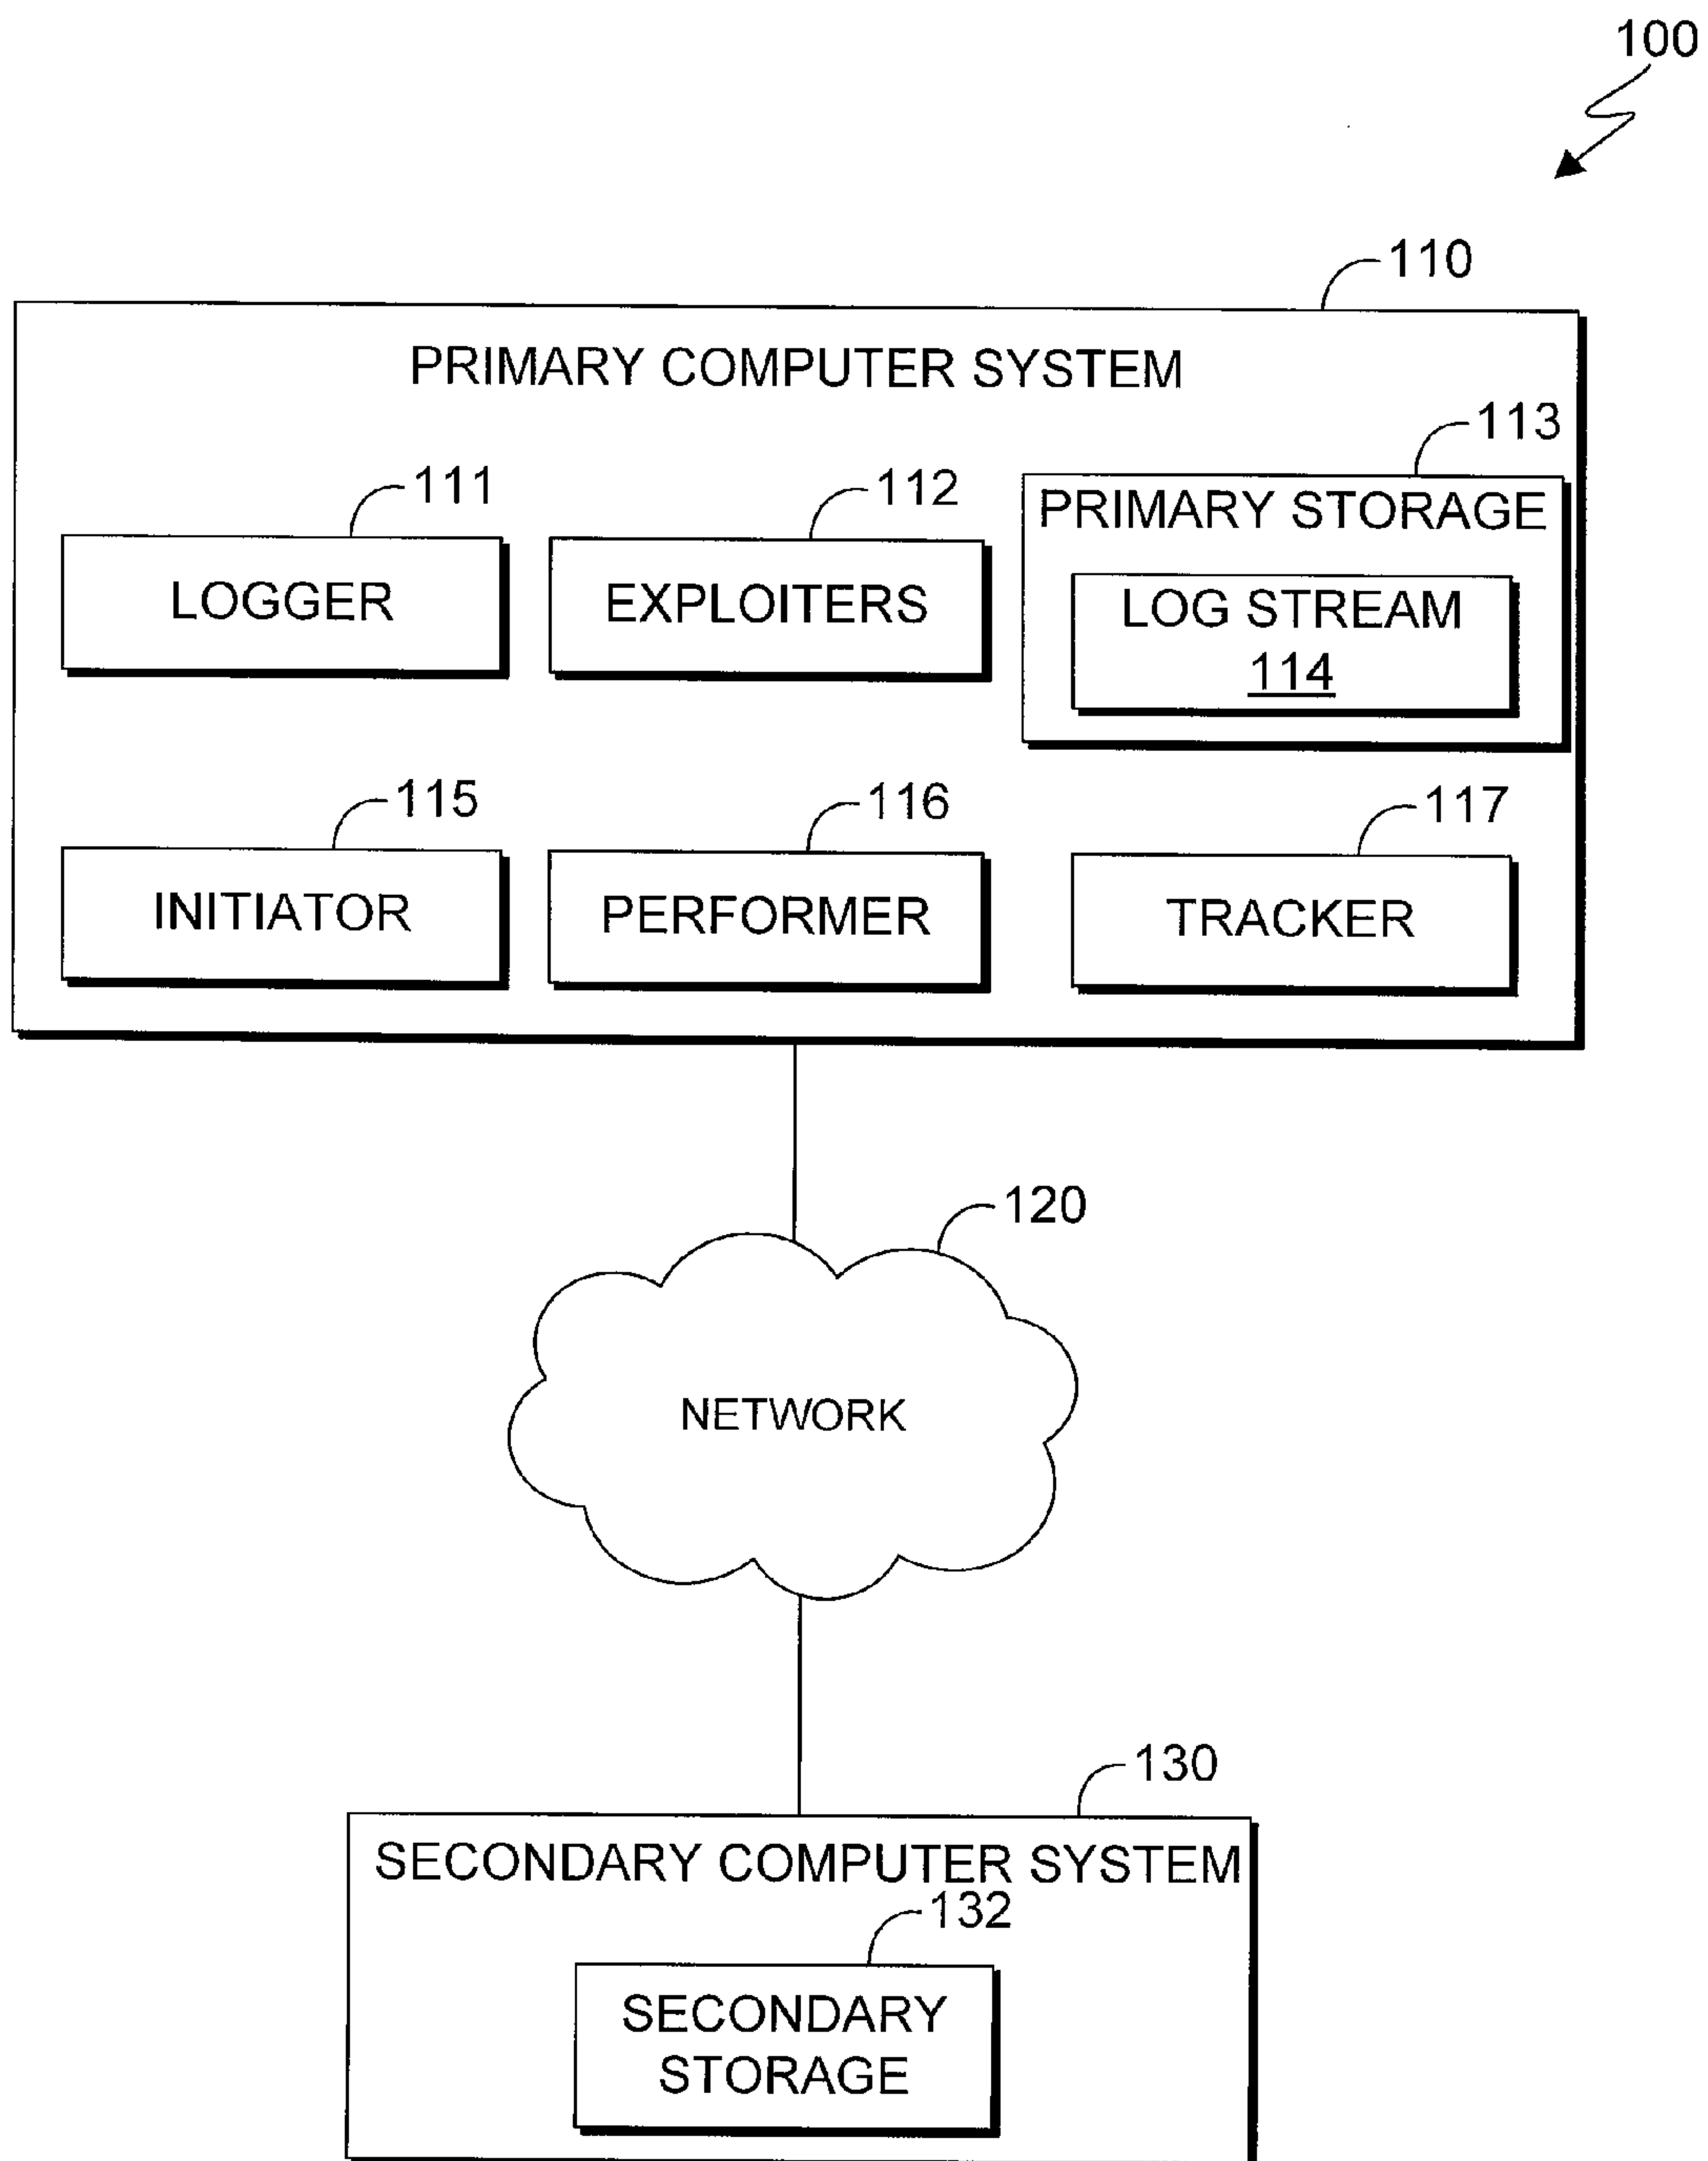 100
110
PRIMARY COMPUTER SYSTEM
113
111
112
PRIMARY STORAGE
LOGGER
EXPLOITERS
LOG STREAM
114
115
116
117
INITIATOR
PERFORMER
TRACKER
120
NETWORK
130
SECONDARY COMPUTER SYSTEM
132
SECONDARY
STORAGE